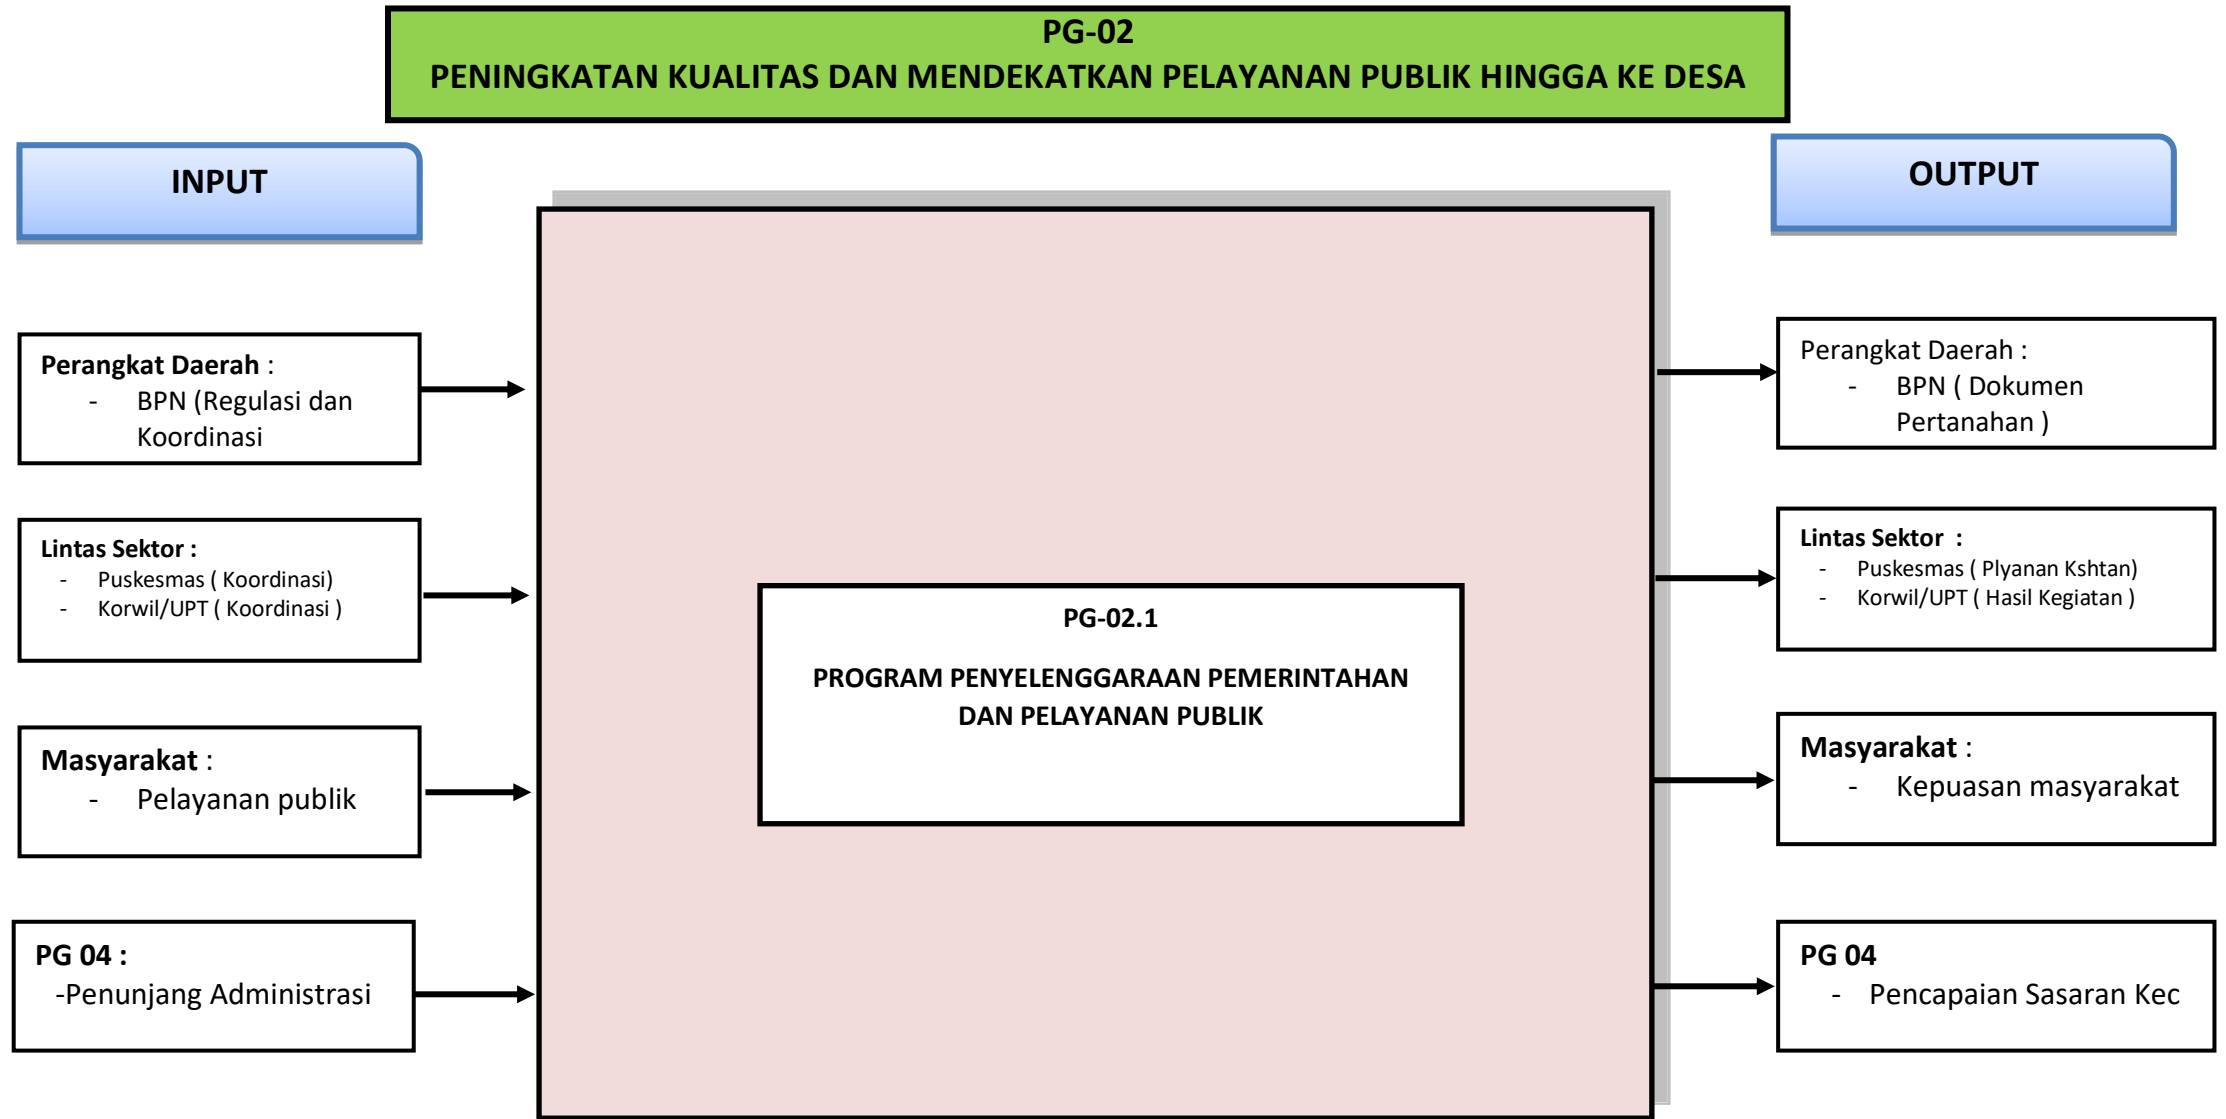 PG-02
PENINGKATAN KUALITAS DAN MENDEKATKAN PELAYANAN PUBLIK HINGGA KE DESA
INPUT
OUTPUT
Perangkat Daerah :
- BPN (Regulasi dan
Koordinasi
Lintas Sektor :
- Puskesmas ( Koordinasi)
- Korwil/UPT ( Koordinasi )
Masyarakat :
- Pelayanan publik
PG 04 :
-Penunjang Administrasi
PG-02.1
PROGRAM PENYELENGGARAAN PEMERINTAHAN
DAN PELAYANAN PUBLIK
Perangkat Daerah :
- BPN ( Dokumen
Pertanahan )
Lintas Sektor :
- Puskesmas ( Plyanan Kshtan)
- Korwil/UPT ( Hasil Kegiatan )
Masyarakat :
- Kepuasan masyarakat
PG 04
- Pencapaian Sasaran Kec